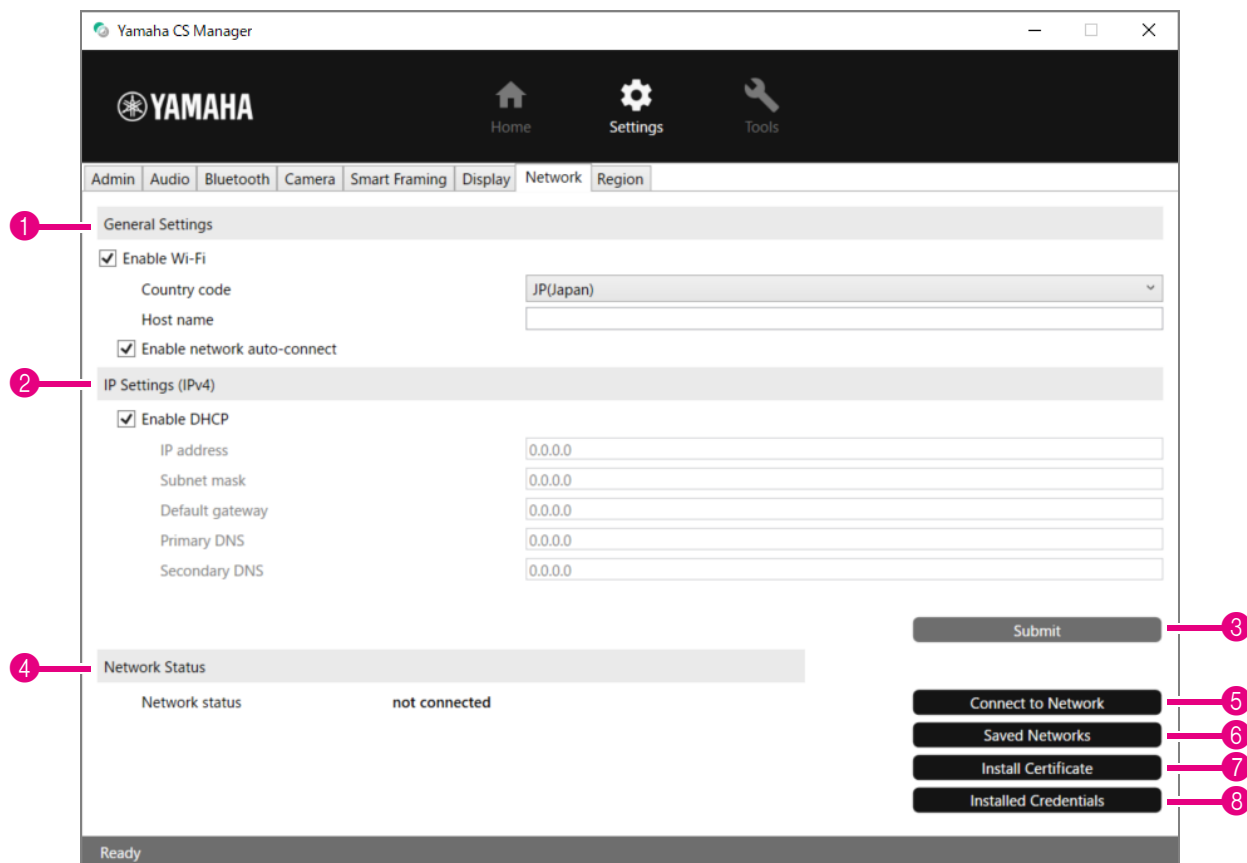 Yamaha CS Manager
YAMAHA
Home Settings Tools
Admin Audio Bluetooth Camera Smart Framing Display Network Region
1 General Settings
Enable Wi-Fi
Country code JP(Japan)
Host name
Enable network auto-connect
2 IP Settings (IPv4)
Enable DHCP
IP address 0.0.0.0
Subnet mask 0.0.0.0
Default gateway 0.0.0.0
Primary DNS 0.0.0.0
Secondary DNS 0.0.0.0
Submit 3
4 Network Status
Network status not connected
Connect to Network 5
Saved Networks 6
Install Certificate 7
Installed Credentials 8
Ready